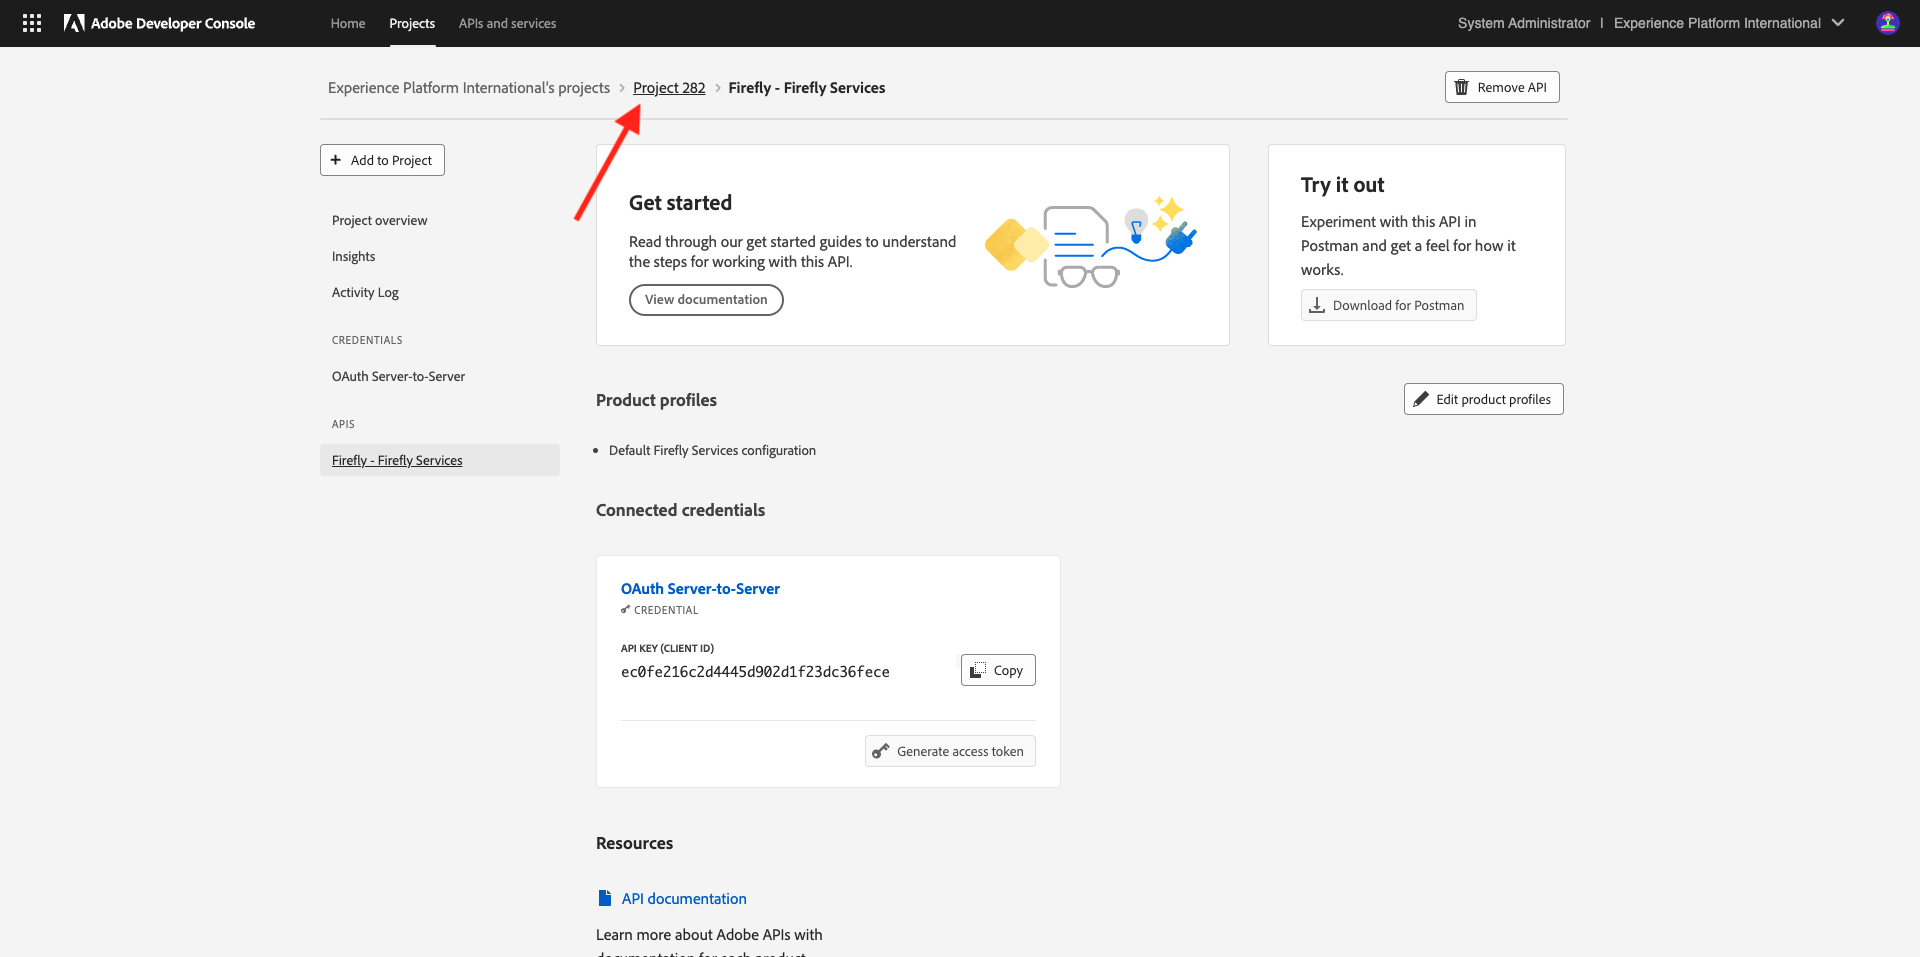 Adobe Developer Console
Home
Projects
APIs and services
System Administrator | Experience Platform International
Experience Platform International's projects > Project 282 > Firefly - Firefly Services
Remove API
+ Add to Project
Project overview
Insights
Activity Log
CREDENTIALS
OAuth Server-to-Server
APIS
Firefly - Firefly Services
Get started
Read through our get started guides to understand
the steps for working with this API.
View documentation
Try it out
Experiment with this API in
Postman and get a feel for how it
works.
Download for Postman
Product profiles
Edit product profiles
• Default Firefly Services configuration
Connected credentials
OAuth Server-to-Server
CREDENTIAL
API KEY (CLIENT ID)
ec0fe216c2d4445d902d1f23dc36fece
Copy
Generate access token
Resources
API documentation
Learn more about Adobe APIs with
documentation for each product